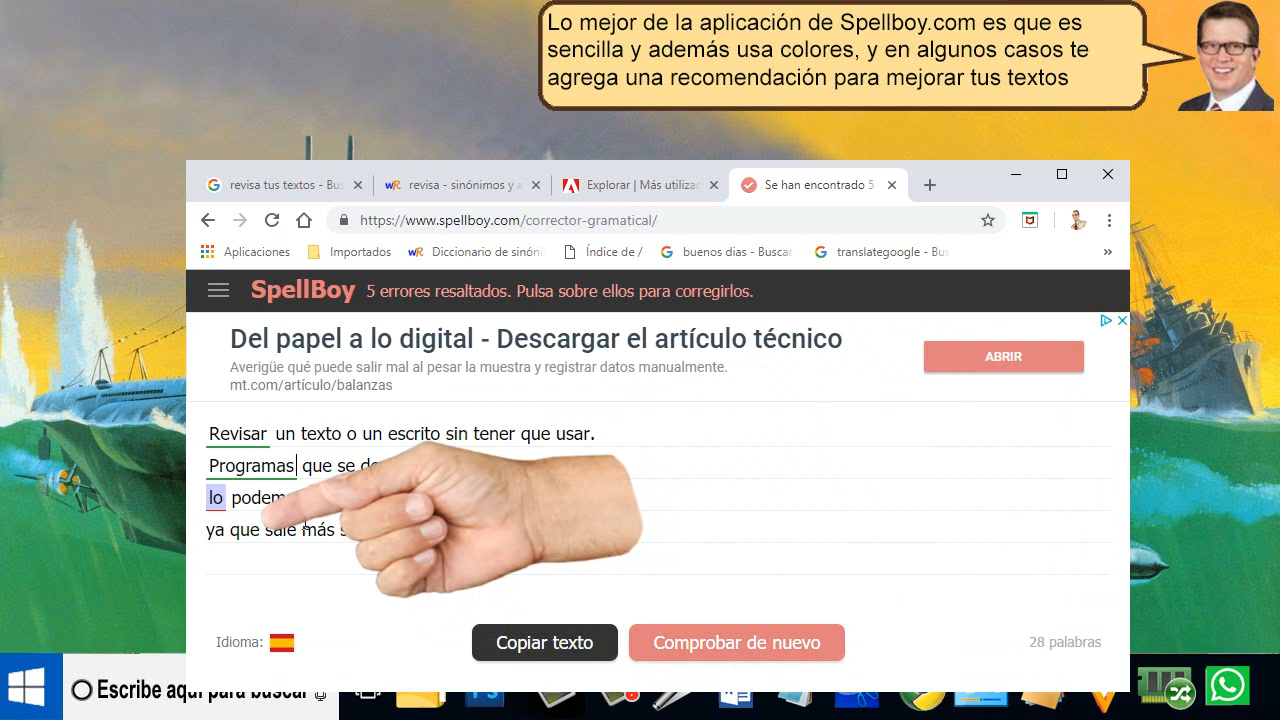 Lo mejor de la aplicación de Spellboy.com es que es
sencilla y además usa colores, y en algunos casos te
agrega una recomendación para mejorar tus textos
revisa tus textos - Bus
revisa - sinónimos y a
Explorar | Más utiliza
Se han encontrado 5
https://www.spellboy.com/corrector-gramatical/
Aplicaciones
Importados
Diccionario de sinón
Índice de /
buenos dias - Buscar
translategoogle - Bus
SpellBoy
5 errores resaltados. Pulsa sobre ellos para corregirlos.
Del papel a lo digital - Descargar el artículo técnico
Averigüe qué puede salir mal al pesar la muestra y registrar datos manualmente.
mt.com/artículo/balanzas
ABRIR
Revisar un texto o un escrito sin tener que usar.
Programas que se
lo
ya que sale más
Idioma:
Copiar texto
Comprobar de nuevo
28 palabras
Escribe aquí para buscar